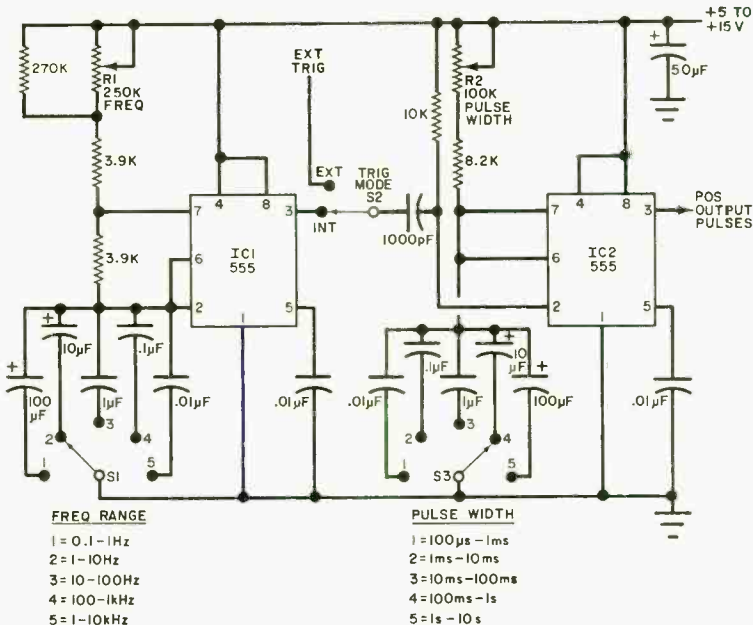 +5 TO
+15V
270K
R1
250K
FREQ
EXT
TRIG
10K
R2
100K
PULSE
WIDTH
+
50µF
3.9K
8.2K
EXT
TRIG
MODE
S2
4
8
7
3
INT
1000pF
4
8
7
3
POS
OUTPUT
PULSES
3.9K
IC1
555
6
IC2
555
6
2
1
5
2
1
5
+
10µF
.1µF
+
100
µF
1µF
.01µF
.01µF
.01µF
.1µF
1µF
+
10
µF
+
100µF
.01µF
2
3
4
1
S1
5
2
3
4
1
S3
5
FREQ RANGE
1 = 0.1-1Hz
2 = 1-10Hz
3 = 10-100Hz
4 = 100-1kHz
5 = 1-10kHz
PULSE WIDTH
1 = 100µs-1ms
2 = 1ms-10ms
3 = 10ms-100ms
4 = 100ms-1s
5 = 1s-10s